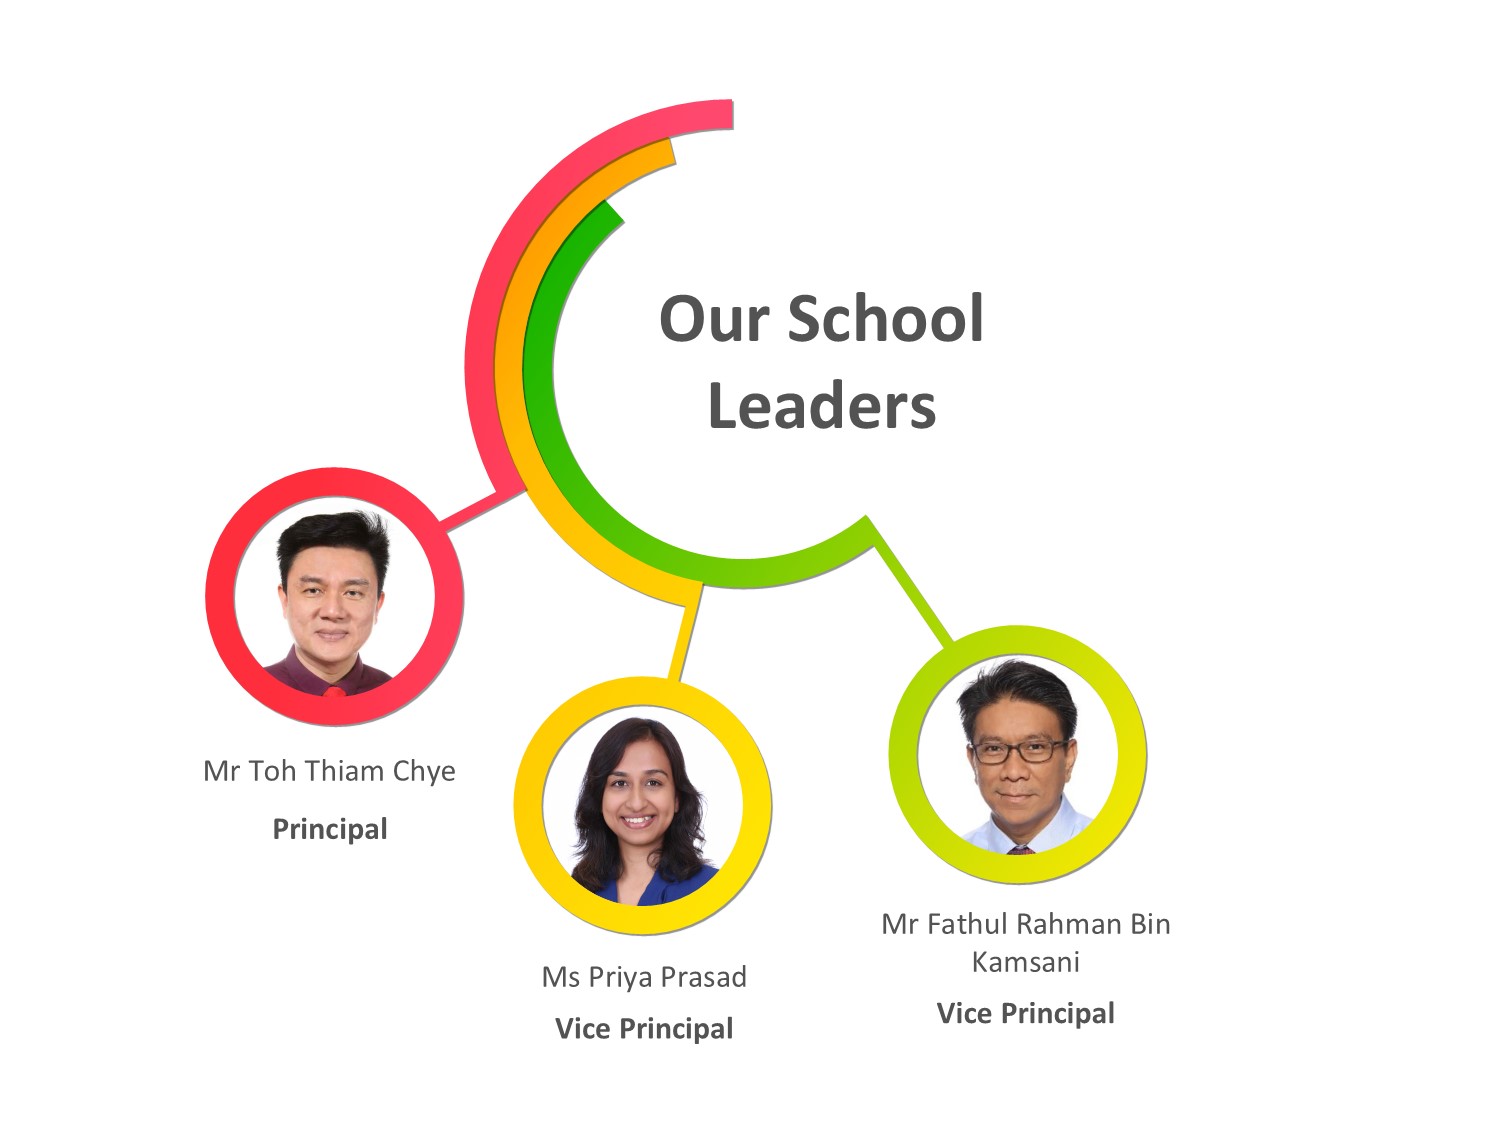 Our School
Leaders
Mr Toh Thiam Chye
Principal
Ms Priya Prasad
Vice Principal
Mr Fathul Rahman Bin
Kamsani
Vice Principal